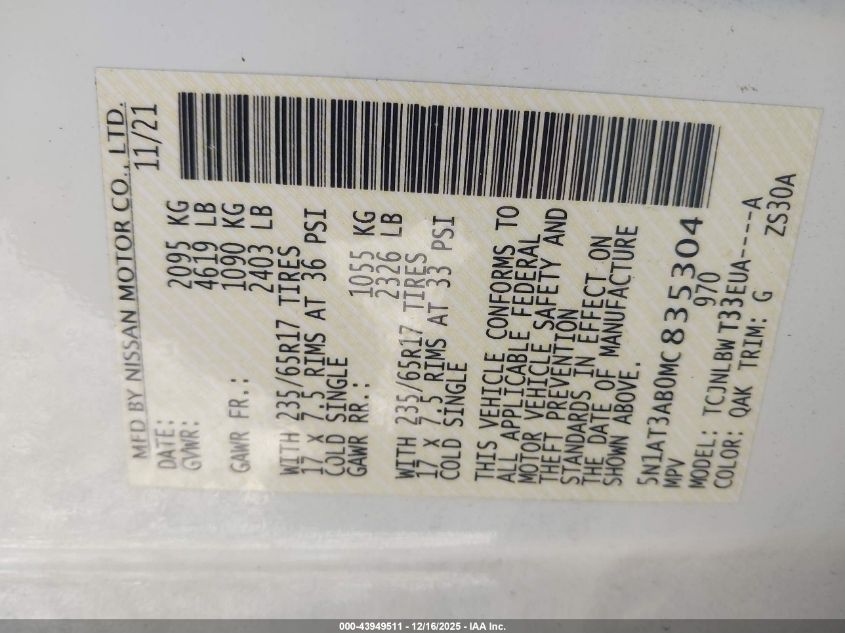 MFD BY NISSAN MOTOR CO., LTD.
DATE: 11/21
GVWR: 2095 KG
4619 LB
GAWR FR.: 1090 KG
2403 LB
WITH 235/65R17 TIRES
17 X 7.5 RIMS AT 36 PSI
COLD SINGLE
GAWR RR.: 1055 KG
2326 LB
WITH 235/65R17 TIRES
17 X 7.5 RIMS AT 33 PSI
COLD SINGLE
THIS VEHICLE CONFORMS TO
ALL APPLICABLE FEDERAL
MOTOR VEHICLE SAFETY AND
THEFT PREVENTION
STANDARDS IN EFFECT ON
THE DATE OF MANUFACTURE
SHOWN ABOVE.
5N1AT3AB0MC835304
MPV 970
MODEL: TCJNLBWT33EUA----A
COLOR: QAK TRIM: G ZS30A
000-43949511 - 12/16/2025 - IAA Inc.